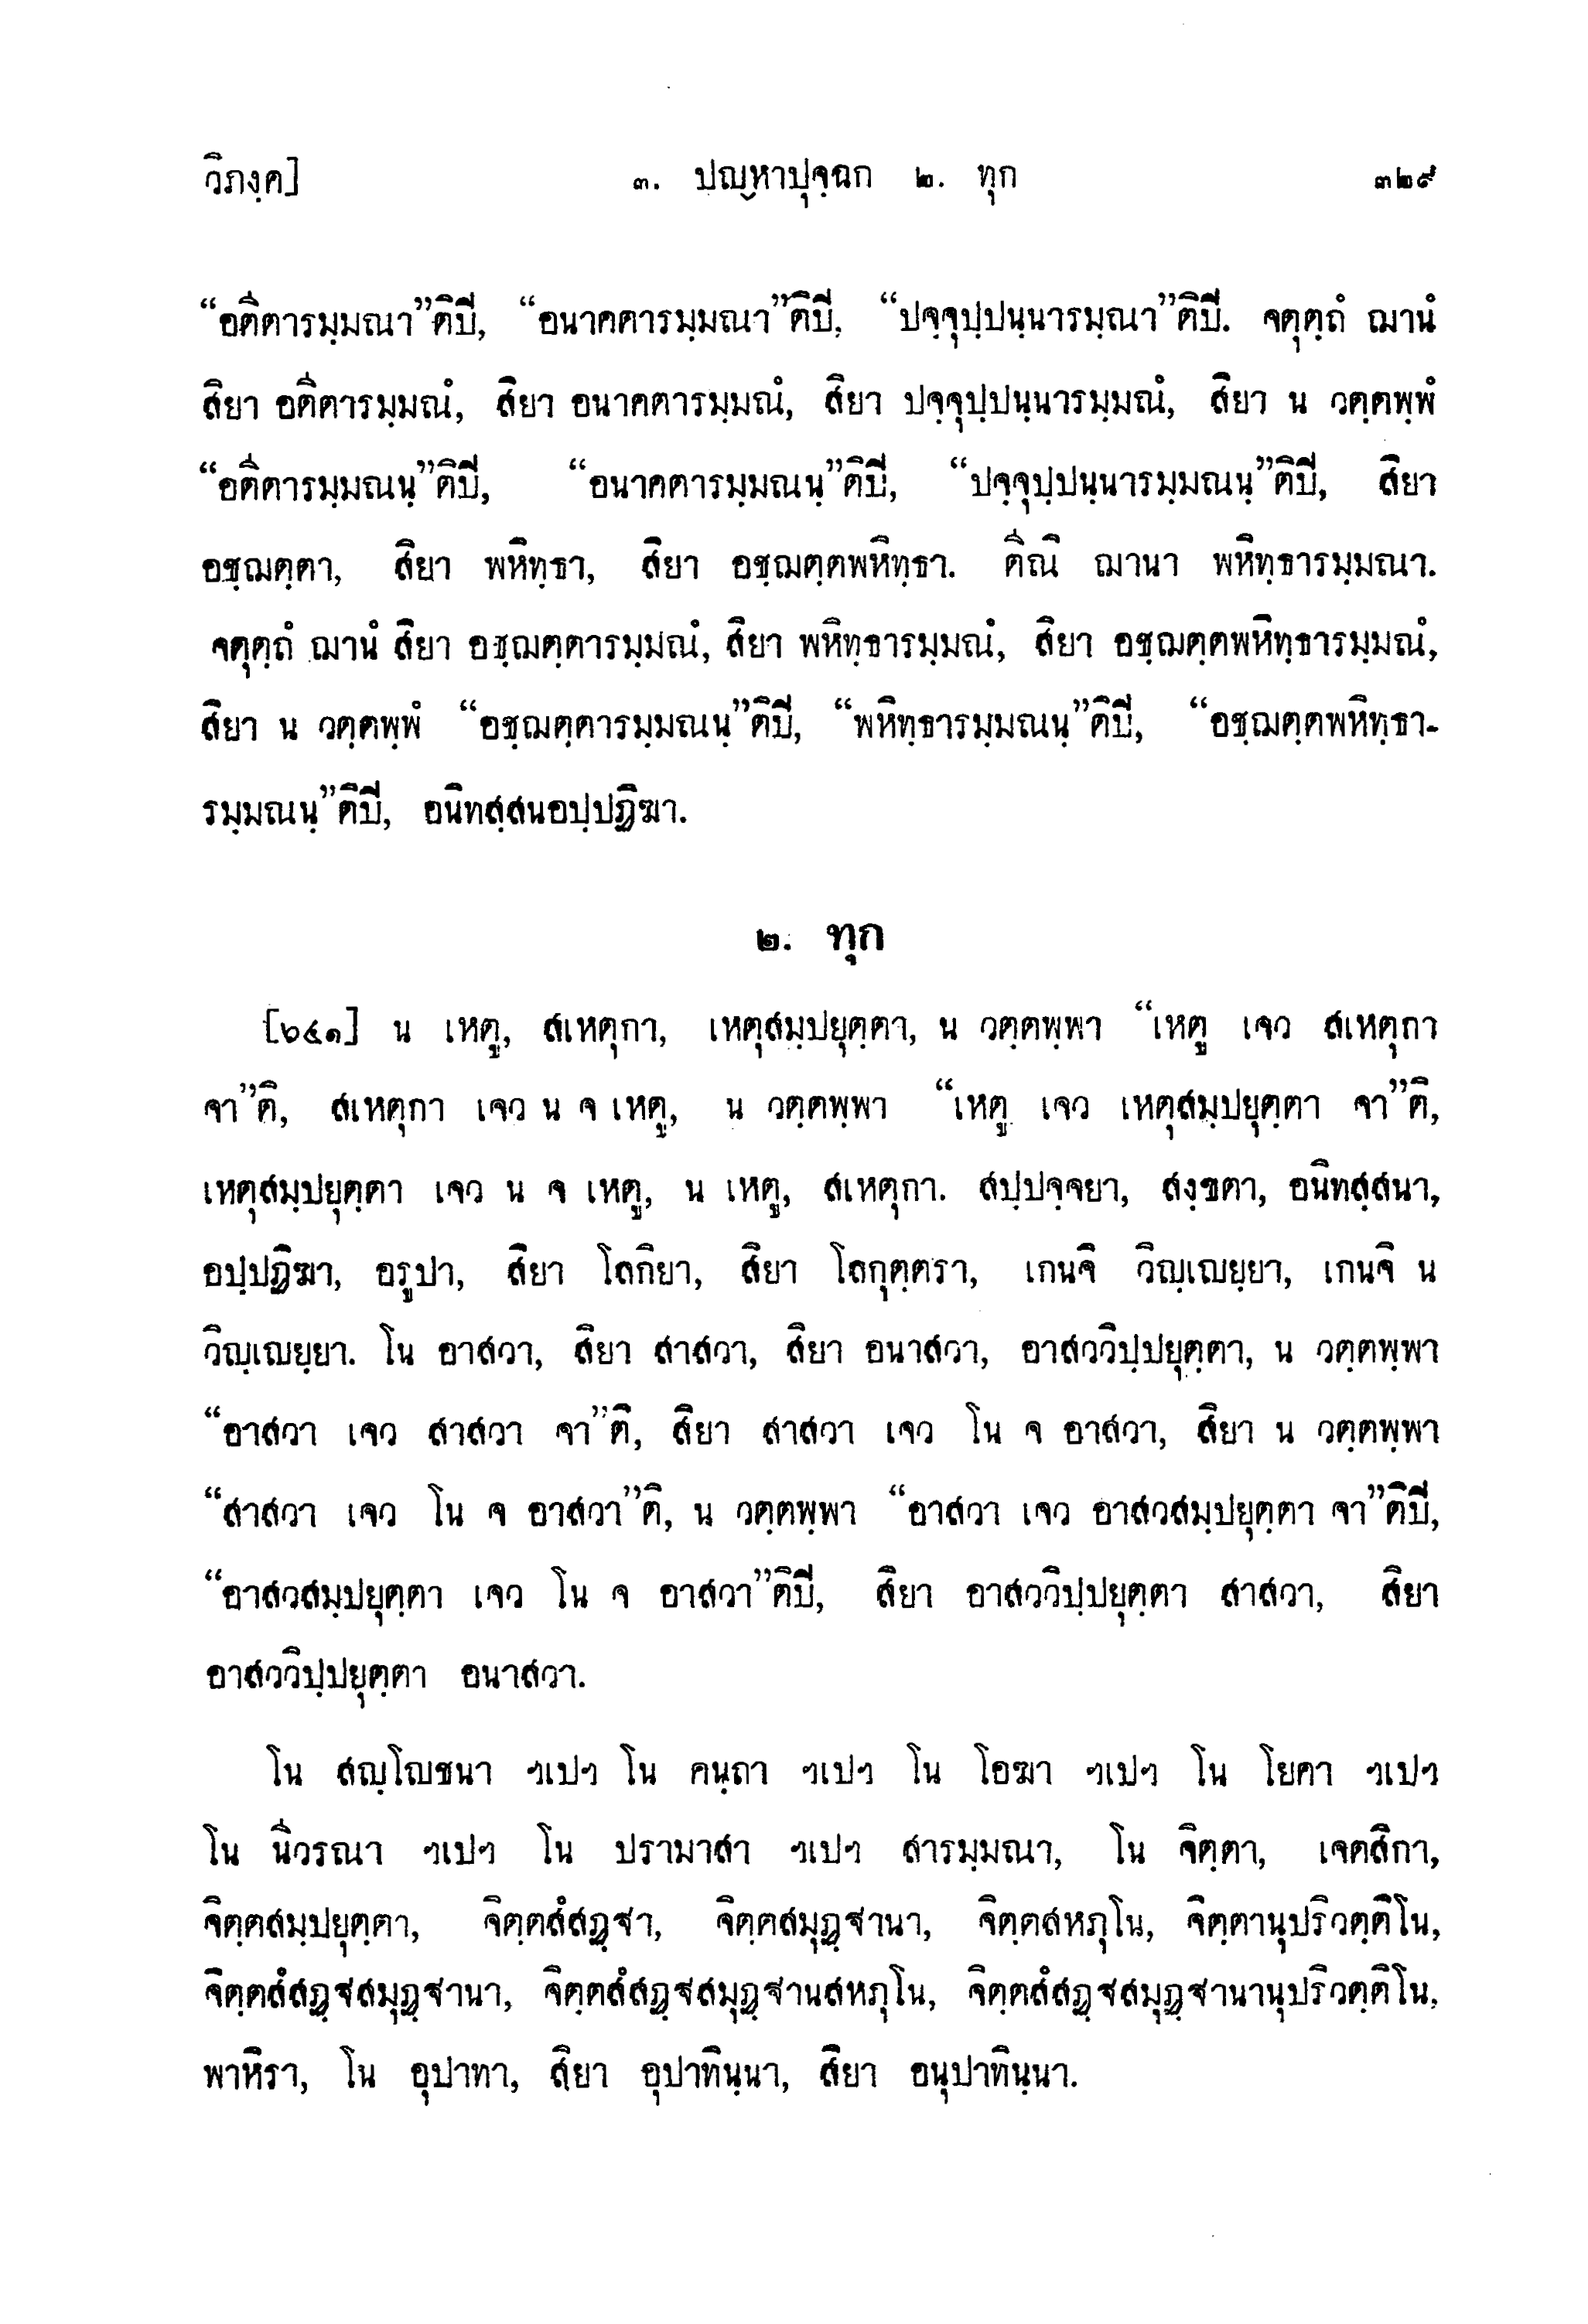 วิภงฺค]	๓. ปญฺหาปุจฺฉก ๒. ทุก	๓๒๙
“อตีตารมฺมณา”ติปี, “อนาคตารมฺมณา”ติปี, “ปจฺจุปฺปนฺนารมฺณา”ติปี. จตุตฺถํ ฌานํ
สิยา อตีตารมฺมณํ, สิยา อนาคตารมฺมณํ, สิยา ปจฺจุปฺปนฺนารมฺมณํ, สิยา น วตฺตพฺพํ
“อตีตารมฺมณนฺ”ติปี, “อนาคตารมฺมณนฺ”ติปี, “ปจฺจุปฺปนฺนารมฺมณนฺ”ติปี, สิยา
อชฺฌตฺตา, สิยา พหิทฺธา, สิยา อชฺฌตฺตพหิทฺธา. ตีณิ ฌานา พหิทฺธารมฺมณา.
จตุตฺถํ ฌานํ สิยา อชฺฌตฺตารมฺมณํ, สิยา พหิทฺธารมฺมณํ, สิยา อชฺฌตฺตพหิทฺธารมฺมณํ,
สิยา น วตฺตพฺพํ “อชฺฌตฺตารมฺมณนฺ”ติปี, “พหิทฺธารมฺมณนฺ”ติปี, “อชฺฌตฺตพหิทฺธา-
รมฺมณนฺ”ติปี, อนิทสฺสนอปฺปฏิฆา.
๒. ทุก
[๖๔๑] น เหตู, สเหตุกา, เหตุสมฺปยุตฺตา, น วตฺตพฺพา “เหตู เจว สเหตุกา
จา”ติ, สเหตุกา เจว น จ เหตู, น วตฺตพฺพา “เหตู เจว เหตุสมฺปยุตฺตา จา”ติ,
เหตุสมฺปยุตฺตา เจว น จ เหตู, น เหตู, สเหตุกา. สปฺปจฺจยา, สงฺขตา, อนิทสฺสนา,
อปฺปฏิฆา, อรูปา, สิยา โลกิยา, สิยา โลกุตฺตรา, เกนจิ วิญฺเญยฺยา, เกนจิ น
วิญฺเญยฺยา. โน อาสวา, สิยา สาสวา, สิยา อนาสวา, อาสววิปฺปยุตฺตา, น วตฺตพฺพา
“อาสวา เจว สาสวา จา”ติ, สิยา สาสวา เจว โน จ อาสวา, สิยา น วตฺตพฺพา
“สาสวา เจว โน จ อาสวา”ติ, น วตฺตพฺพา “อาสวา เจว อาสวสมฺปยุตฺตา จา”ติปี,
“อาสวสมฺปยุตฺตา เจว โน จ อาสวา”ติปี, สิยา อาสววิปฺปยุตฺตา สาสวา, สิยา
อาสววิปฺปยุตฺตา อนาสวา.
โน สญฺโญชนา ฯเปฯ โน คนฺถา ฯเปฯ โน โอฆา ฯเปฯ โน โยคา ฯเปฯ
โน นีวรณา ฯเปฯ โน ปรามาสา ฯเปฯ สารมฺมณา, โน จิตฺตา, เจตสิกา,
จิตฺตสมฺปยุตฺตา, จิตฺตสํสฏฺฐา, จิตฺตสมุฏฺฐานา, จิตฺตสหภุโน, จิตฺตานุปริวตฺติโน,
จิตฺตสํสฏฺฐสมุฏฺฐานา, จิตฺตสํสฏฺฐสมุฏฺฐานสหภุโน, จิตฺตสํสฏฺฐสมุฏฺฐานานุปริวตฺติโน,
พาหิรา, โน อุปาทา, สิยา อุปาทินฺนา, สิยา อนุปาทินฺนา.